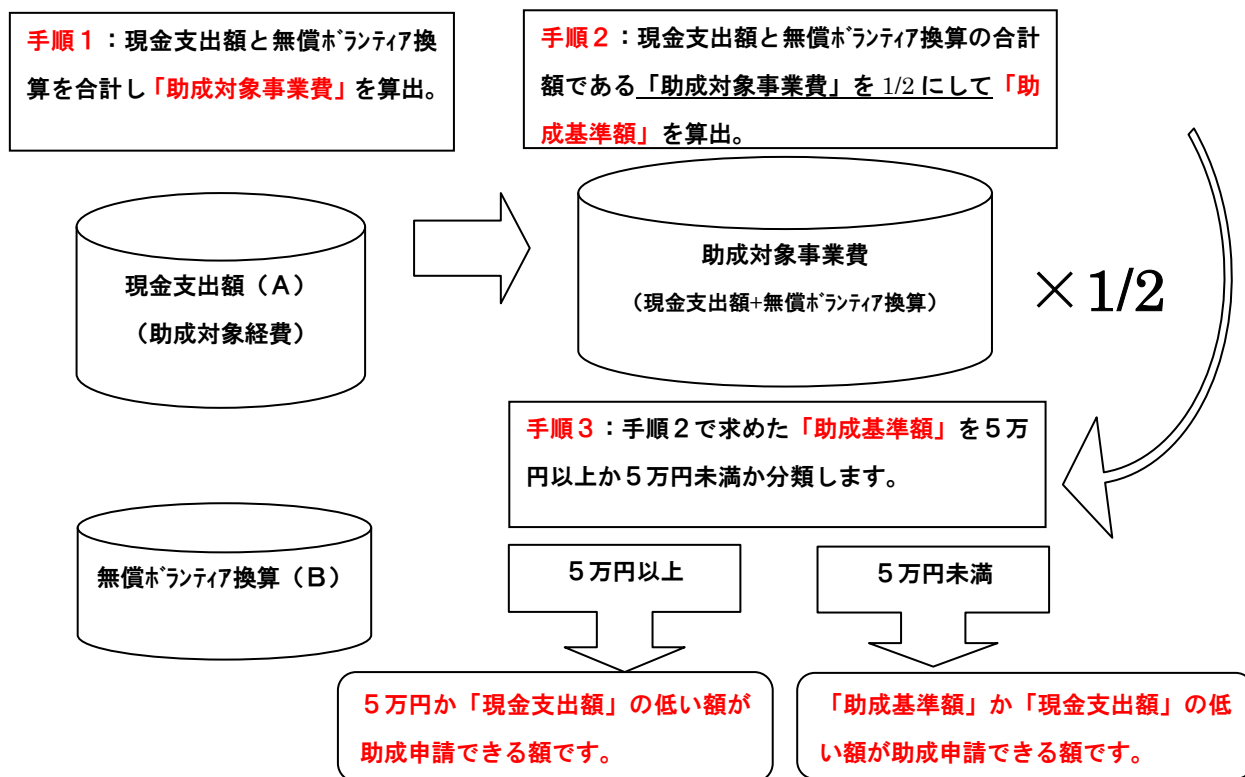 手順1：現金支出額と無償ﾎﾞﾗﾝﾃｨｱ換
算を合計し「助成対象事業費」を算出。
手順2：現金支出額と無償ﾎﾞﾗﾝﾃｨｱ換算の合計
額である「助成対象事業費」を 1/2 にして「助
成基準額」を算出。
現金支出額（A）
（助成対象経費）
助成対象事業費
（現金支出額+無償ﾎﾞﾗﾝﾃｨｱ換算）
×1/2
手順3：手順2で求めた「助成基準額」を5万
円以上か5万円未満か分類します。
無償ﾎﾞﾗﾝﾃｨｱ換算（B）
5万円以上
5万円未満
5万円か「現金支出額」の低い額が
助成申請できる額です。
「助成基準額」か「現金支出額」の低
い額が助成申請できる額です。